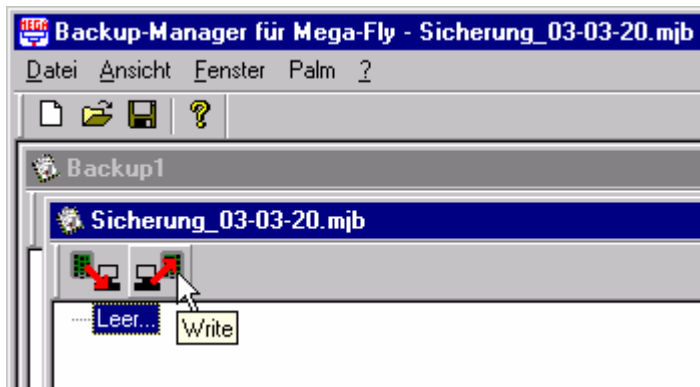 MEGA
Backup-Manager für Mega-Fly - Sicherung_03-03-20.mjb
Datei Ansicht Fenster Palm ?
Backup1
Sicherung_03-03-20.mjb
Leer...
Write